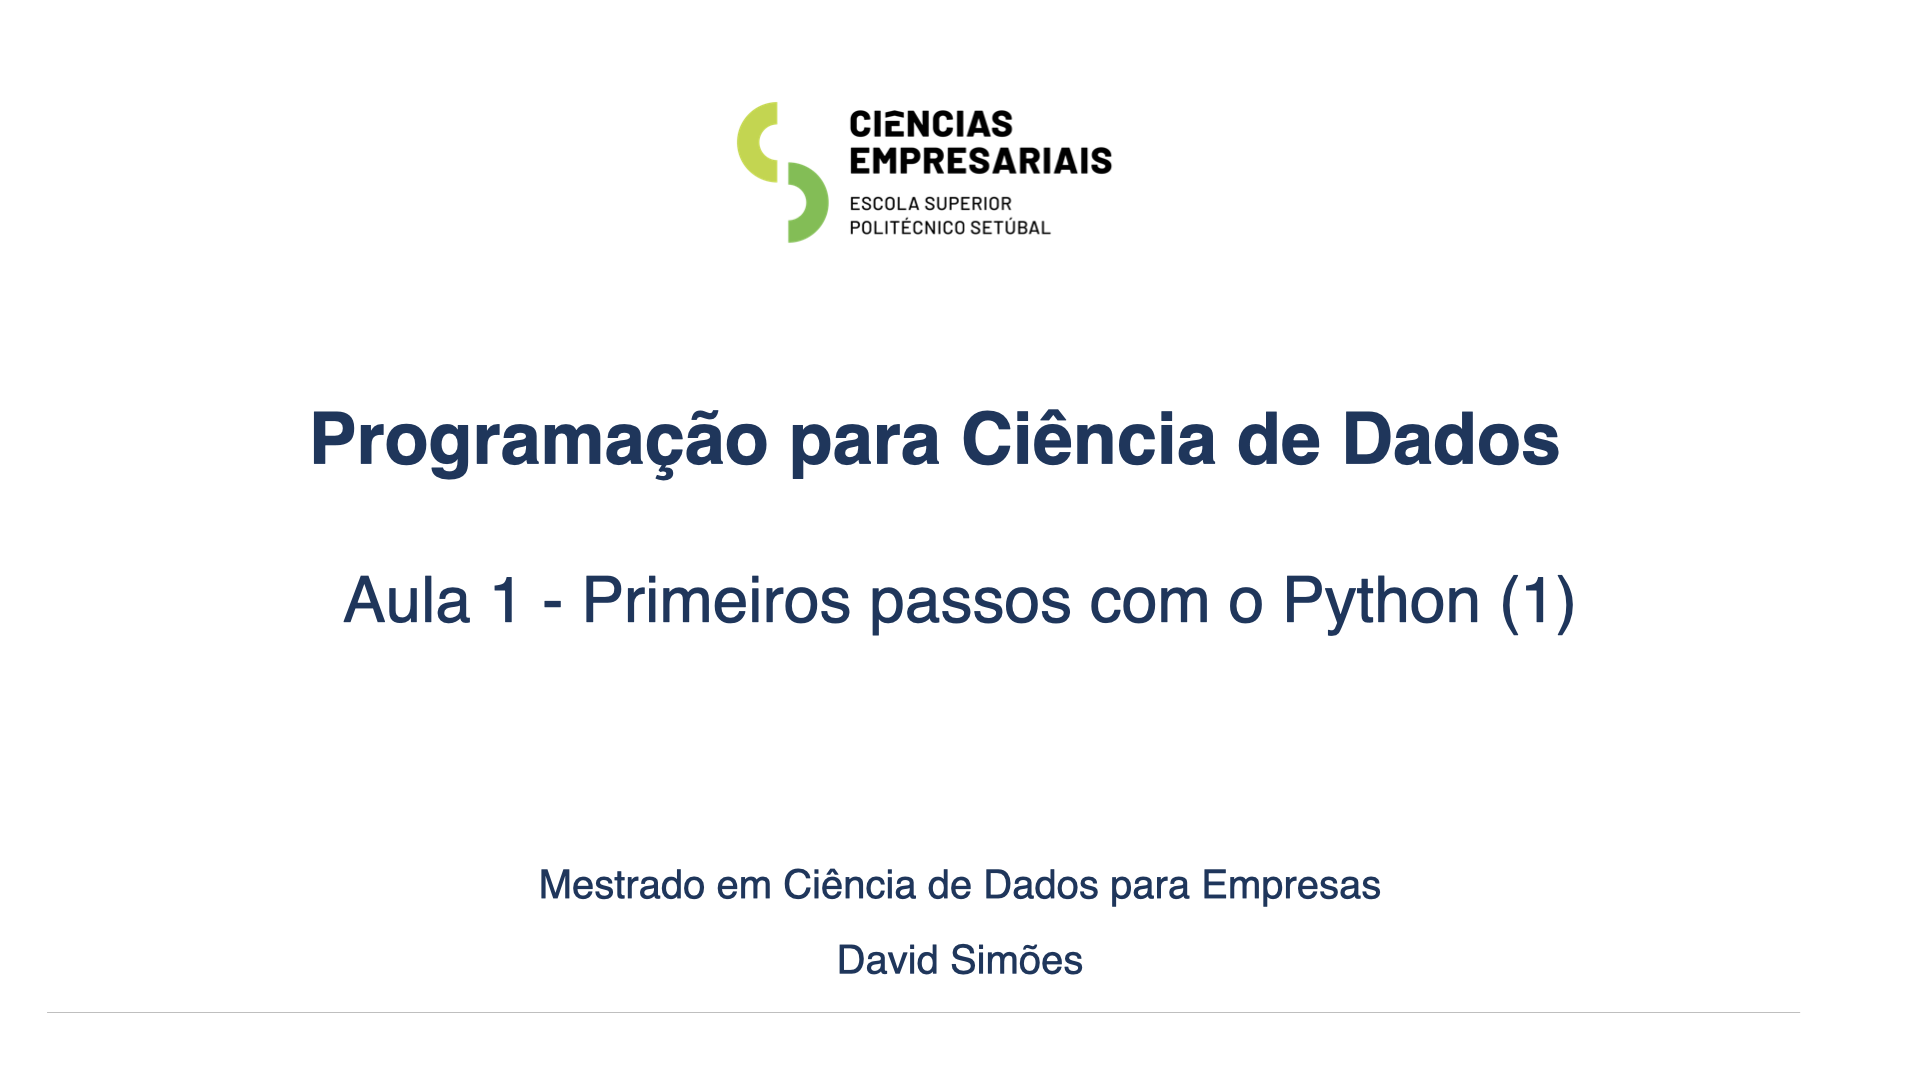 CIÊNCIAS
EMPRESARIAIS
ESCOLA SUPERIOR
POLITÉCNICO SETÚBAL
Programação para Ciência de Dados
Aula 1 - Primeiros passos com o Python (1)
Mestrado em Ciência de Dados para Empresas
David Simões